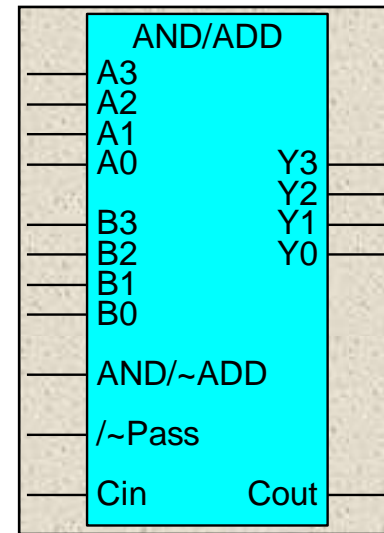 AND/ADD
A3
A2
A1
A0 Y3
Y2
B3 Y1
B2 Y0
B1
B0
AND/~ADD
/~Pass
Cin Cout